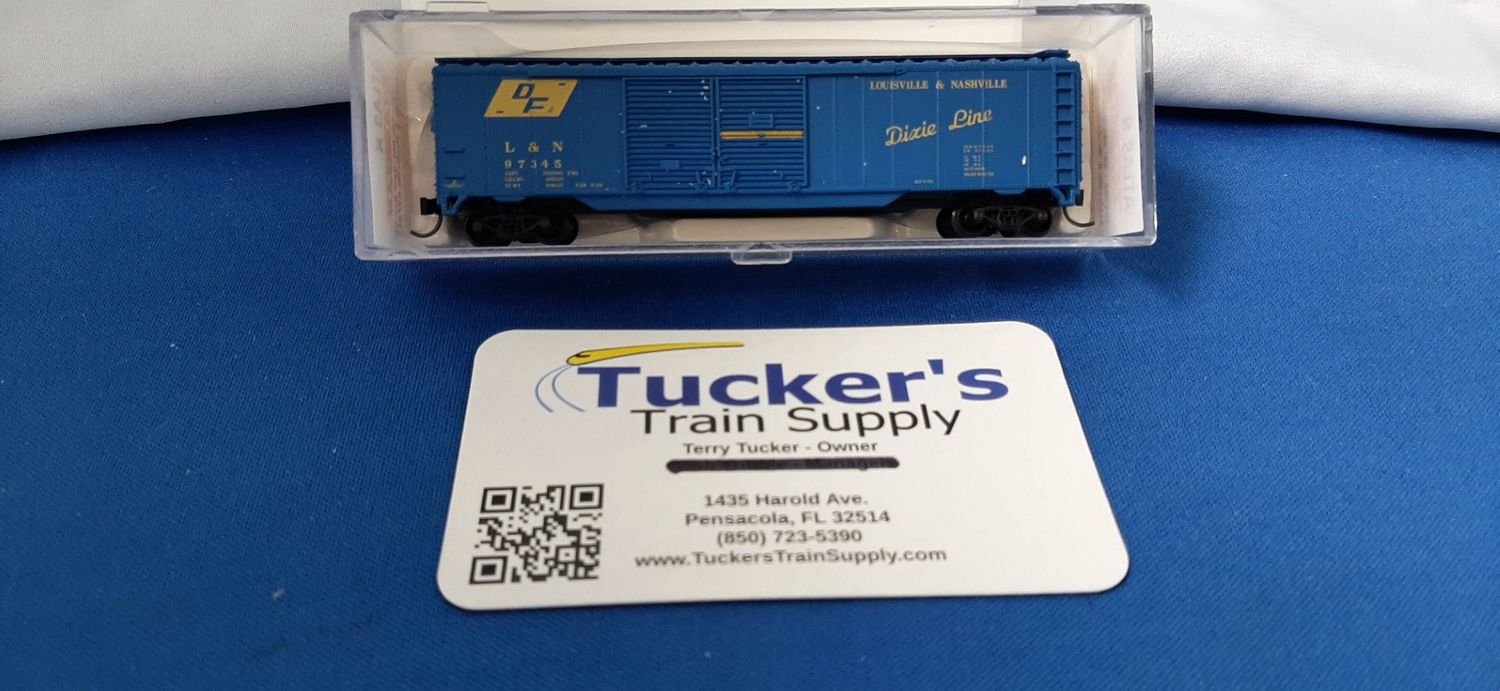 DF
A
L & N
97345
LOUISVILLE & NASHVILLE
Dixie Line
Tucker's
Train Supply
Terry Tucker - Owner
1435 Harold Ave.
Pensacola, FL 32514
(850) 723-5390
www.TuckersTrainSupply.com